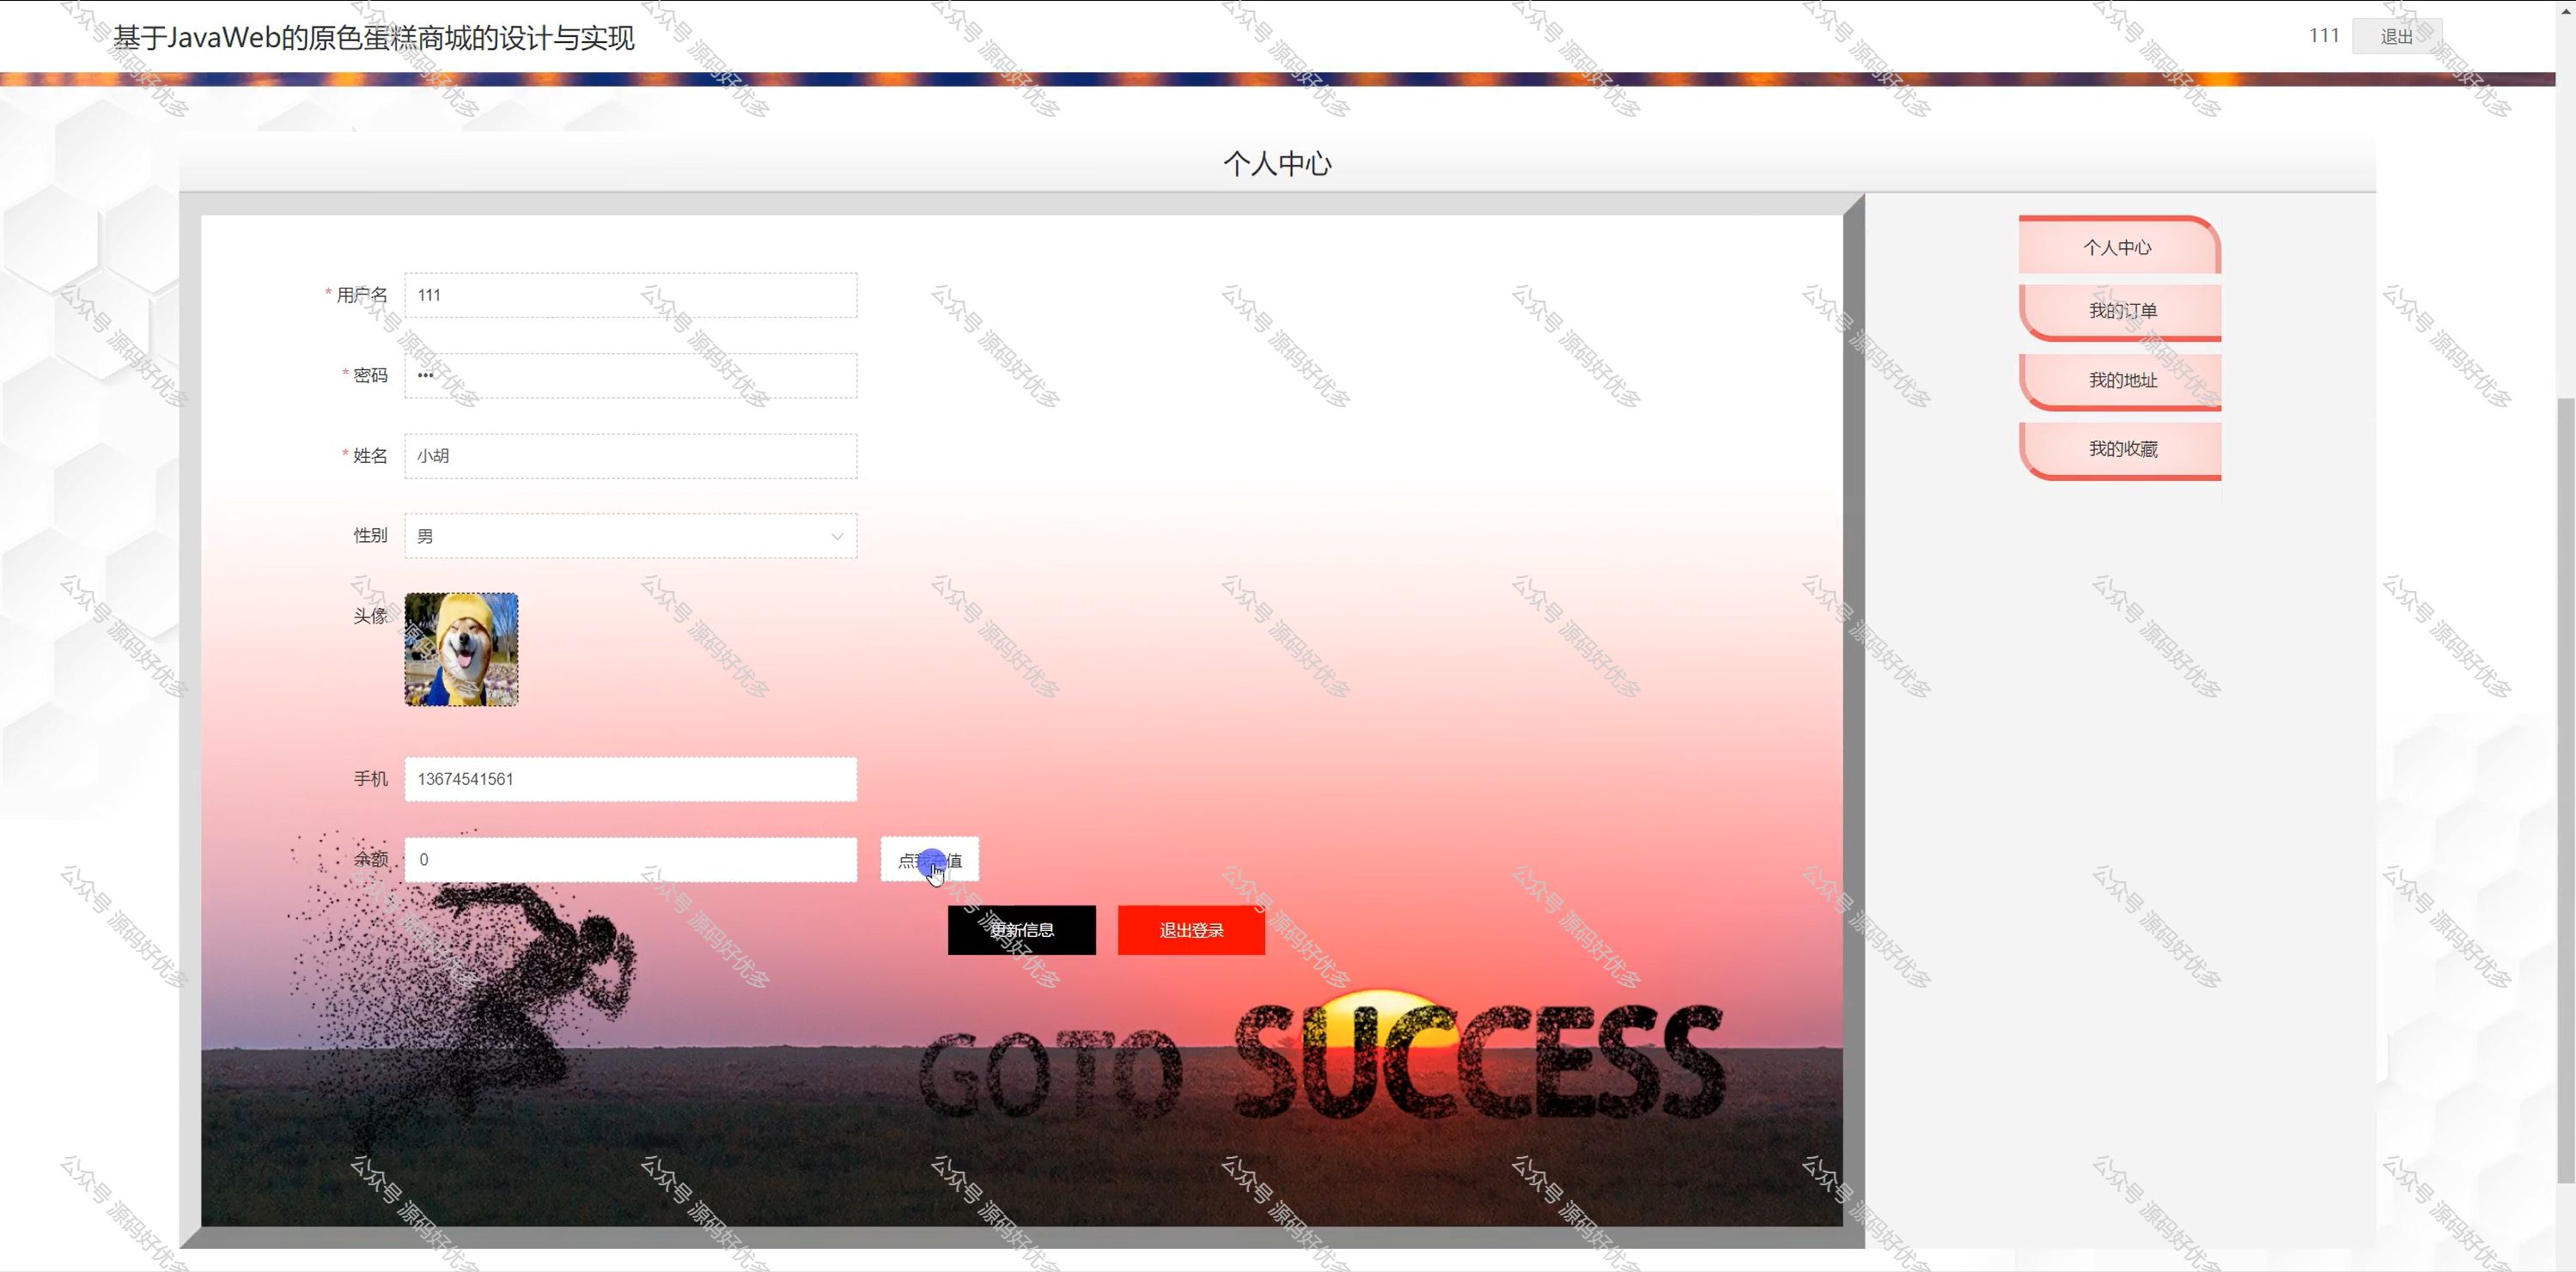 基于JavaWeb的原色蛋糕商城的设计与实现
111 退出
个人中心
* 用户名 111
* 密码 •••
* 姓名 小胡
性别 男
头像
手机 13674541561
余额 0 点我充值
更新信息 退出登录
GOTO SUCCESS
个人中心
我的订单
我的地址
我的收藏
公众号 源码好优多